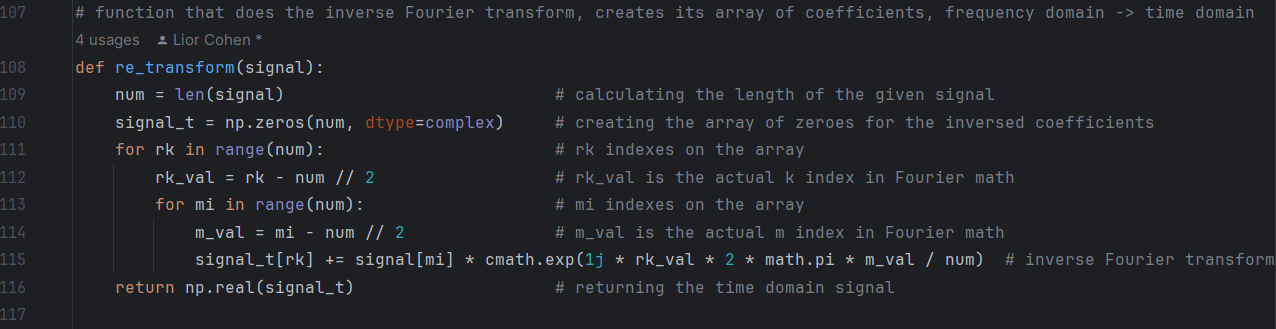 107 # function that does the inverse Fourier transform, creates its array of coefficients, frequency domain -> time domain
4 usages Lior Cohen *
108 def re_transform(signal):
109 num = len(signal) # calculating the length of the given signal
110 signal_t = np.zeros(num, dtype=complex) # creating the array of zeroes for the inversed coefficients
111 for rk in range(num): # rk indexes on the array
112 rk_val = rk - num // 2 # rk_val is the actual k index in Fourier math
113 for mi in range(num): # mi indexes on the array
114 m_val = mi - num // 2 # m_val is the actual m index in Fourier math
115 signal_t[rk] += signal[mi] * cmath.exp(1j * rk_val * 2 * math.pi * m_val / num) # inverse Fourier transform
116 return np.real(signal_t) # returning the time domain signal
117